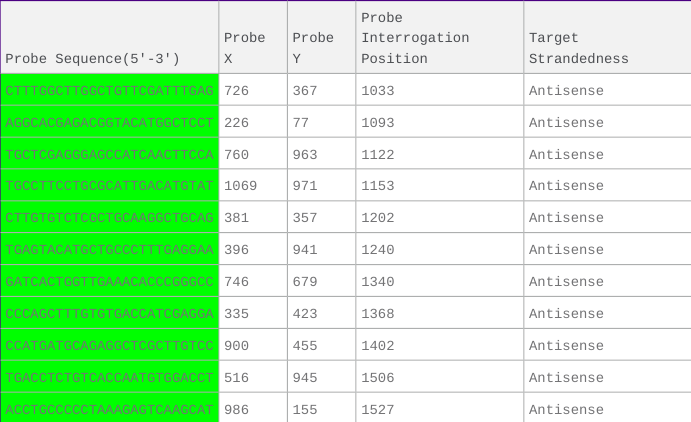 Probe Sequence(5'-3') Probe X Probe Y Probe Interrogation Position Target Strandedness
CTTTGGCTTGGCTGTTCGATTTGAG 726 367 1033 Antisense
AGGCACGAGACGGTACATGGCTCCT 226 77 1093 Antisense
TGCTCGAGGGAGCCATCAACTTCCA 760 963 1122 Antisense
TGCCTTCCTGCGCATTGACATGTAT 1069 971 1153 Antisense
CTTGTGTCTCGCTGCAAGGCTGCAG 381 357 1202 Antisense
TGAGTACATGCTGCCCTTTGAGGAA 396 941 1240 Antisense
GATCACTGGTTGAAACACCCGGGCC 746 679 1340 Antisense
CCCAGCTTTGTGTGACCATCGAGGA 335 423 1368 Antisense
CCATGATGCAGAGGCTCGCTTGTCC 900 455 1402 Antisense
TGACCTCTGTCACCAATGTGGACCT 516 945 1506 Antisense
ACCTGCCCCCTAAAGAGTCAAGCAT 986 155 1527 Antisense